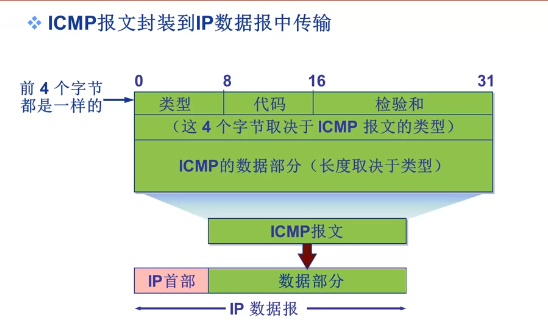 ❖ ICMP报文封装到IP数据报中传输
0 8 16 31
前 4 个字节
都是一样的
类型 代码 检验和
(这 4 个字节取决于 ICMP 报文的类型)
ICMP的数据部分(长度取决于类型)
ICMP报文
IP首部 数据部分
IP 数据报